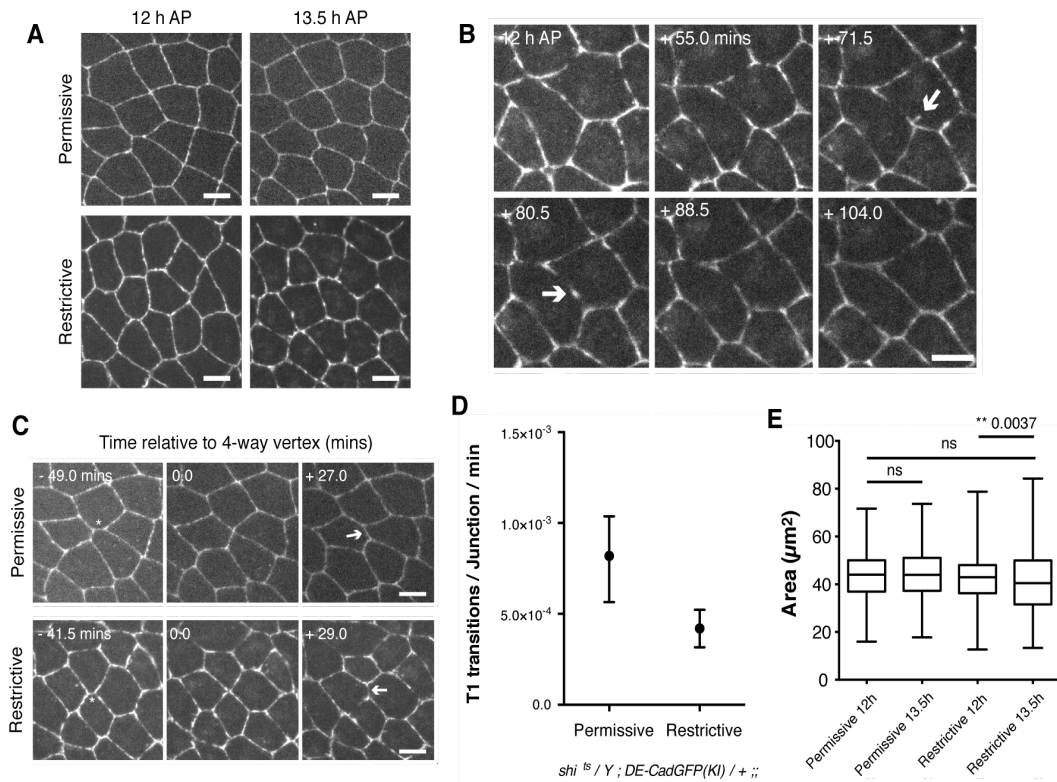 A
12 h AP
13.5 h AP
Permissive
Restrictive
B
12 h AP
+ 55.0 mins
+ 71.5
+ 80.5
+ 88.5
+ 104.0
C
Time relative to 4-way vertex (mins)
Permissive
- 49.0 mins
0.0
+ 27.0
*
Restrictive
- 41.5 mins
0.0
+ 29.0
*
D
T1 transitions / Junction / min
1.5×10⁻³
1.0×10⁻³
5.0×10⁻⁴
0.0
Permissive
Restrictive
shi ᵗˢ / Y ; DE-CadGFP(KI) / + ;;
E
Area (µm²)
100
80
60
40
20
0
** 0.0037
ns
ns
Permissive 12h
Permissive 13.5h
Restrictive 12h
Restrictive 13.5h